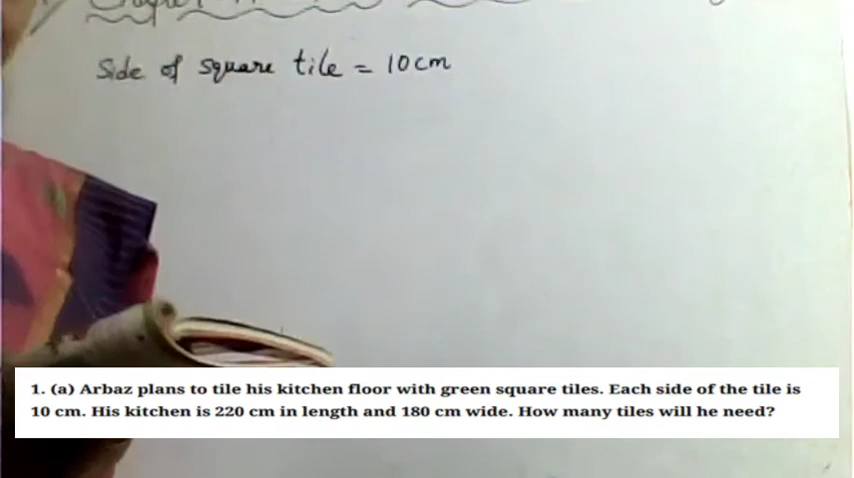 Side of square tile = 10cm
1. (a) Arbaz plans to tile his kitchen floor with green square tiles. Each side of the tile is
10 cm. His kitchen is 220 cm in length and 180 cm wide. How many tiles will he need?